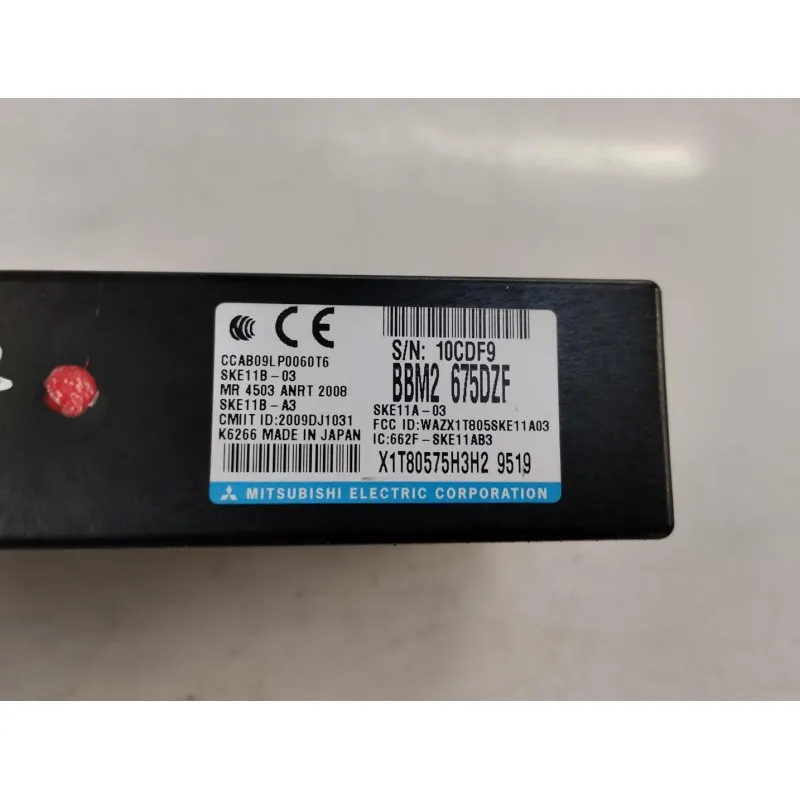 CE
CCAB09LP0060T6
SKE11B-03
MR 4503 ANRT 2008
SKE11B-A3
CMIIT ID:2009DJ1031
K6266 MADE IN JAPAN
S/N: 10CDF9
BBM2 675DZF
SKE11A-03
FCC ID:WAZX1T805SKE11A03
IC:662F-SKE11AB3
X1T80575H3H2 9519
MITSUBISHI ELECTRIC CORPORATION